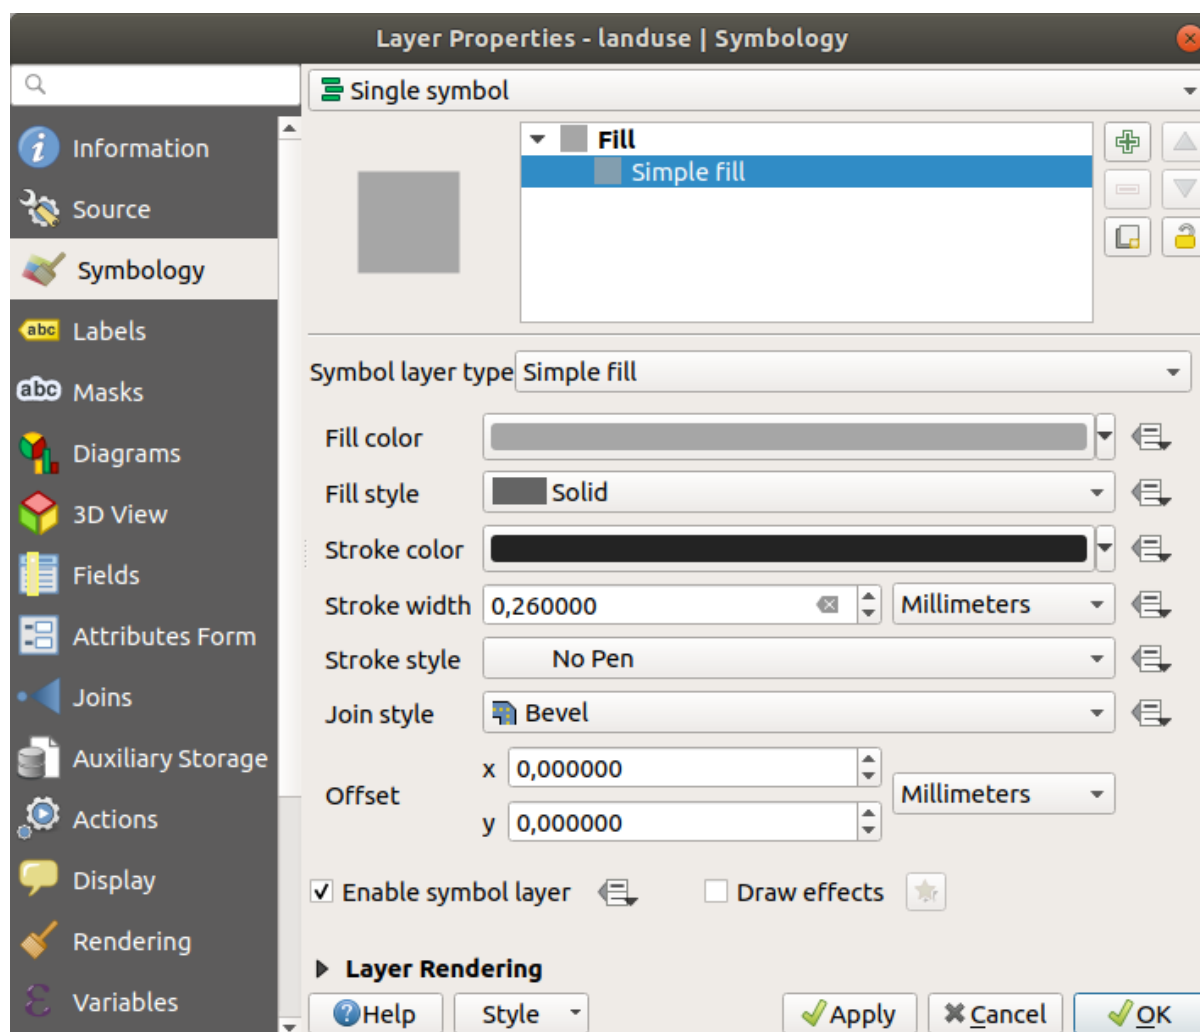 Layer Properties - landuse | Symbology
Single symbol
Information
Source
Symbology
Labels
abc
Masks
abc
Diagrams
3D View
Fields
Attributes Form
Joins
Auxiliary Storage
Actions
Display
Rendering
Variables
Fill
Simple fill
Symbol layer type Simple fill
Fill color
Fill style Solid
Stroke color
Stroke width 0,260000 Millimeters
Stroke style No Pen
Join style Bevel
Offset x 0,000000 Millimeters
y 0,000000
Enable symbol layer Draw effects
Layer Rendering
Help Style Apply Cancel OK